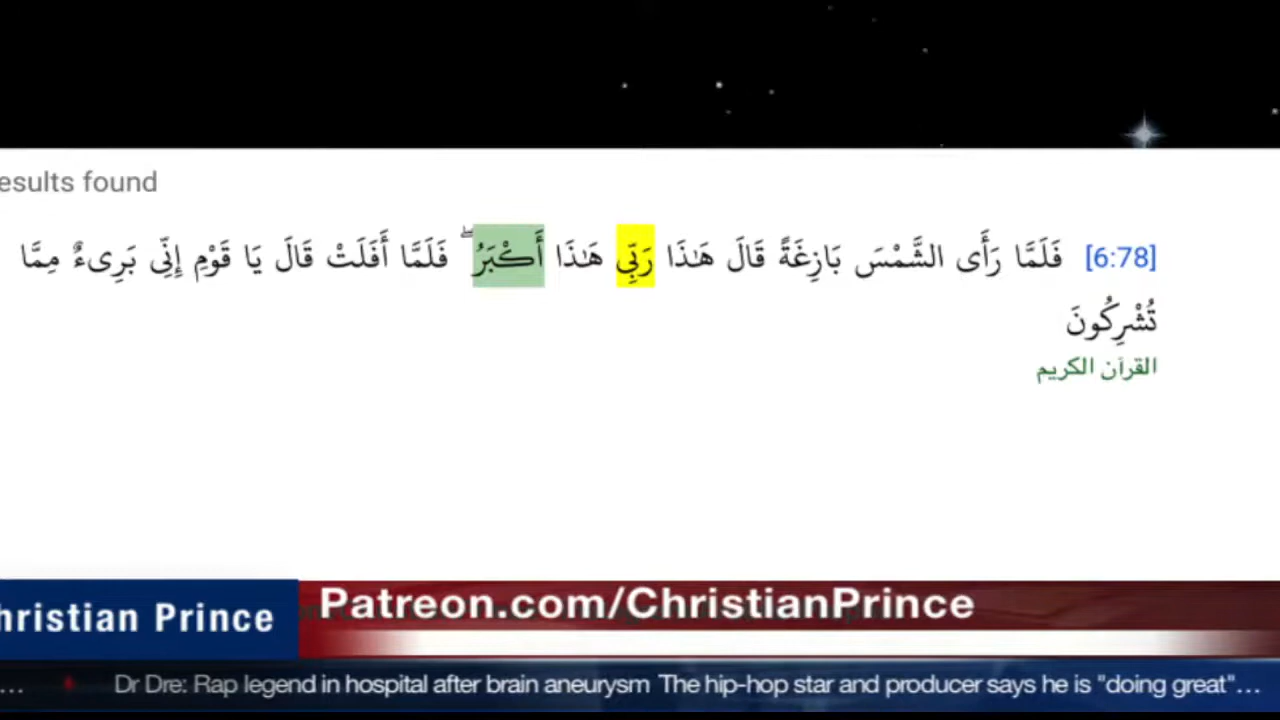 esults found
[6:78] فَلَمَّا رَأَى الشَّمْسَ بَازِغَةً قَالَ هَٰذَا رَبِّي هَٰذَا أَكْبَرُ ۖ فَلَمَّا أَفَلَتْ قَالَ يَا قَوْمِ إِنِّي بَرِيءٌ مِمَّا
تُشْرِكُونَ
القرآن الكريم
hristian Prince
Patreon.com/ChristianPrince
... Dr Dre: Rap legend in hospital after brain aneurysm The hip-hop star and producer says he is "doing great"...